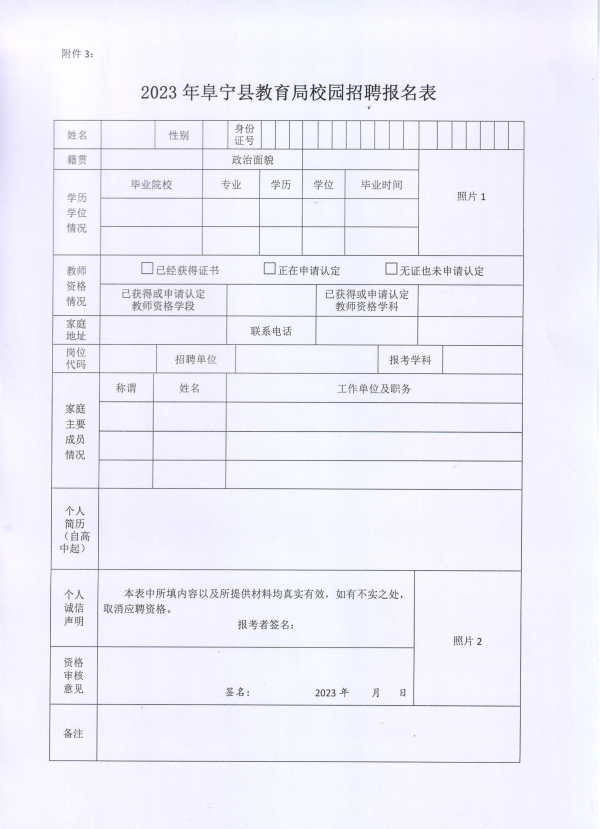 附件 3：
2023 年阜宁县教育局校园招聘报名表
姓名 性别 身份证号
籍贯 政治面貌
照片 1
学历学位情况
毕业院校 专业 学历 学位 毕业时间
教师资格情况
□已经获得证书 □正在申请认定 □无证也未申请认定
已获得或申请认定
教师资格学段
已获得或申请认定
教师资格学科
家庭地址 联系电话
岗位代码 招聘单位 报考学科
家庭主要成员情况
称谓 姓名 工作单位及职务
个人简历（自高中起）
个人诚信声明
本表中所填内容以及所提供材料均真实有效，如有不实之处，
取消应聘资格。
报考者签名：
照片 2
资格审核意见
签名： 2023 年 月 日
备注